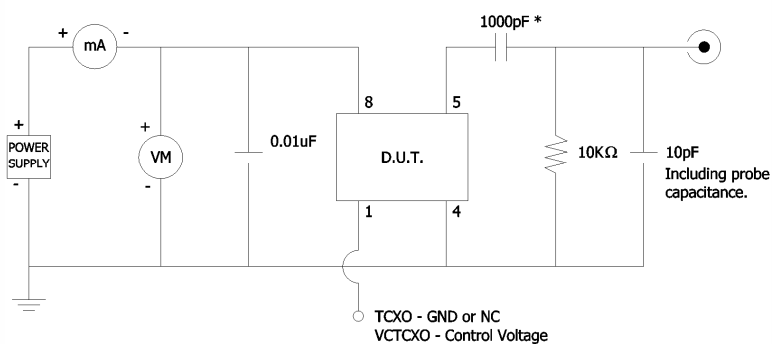 1000pF *
+
mA
-
8
5
+
POWER
SUPPLY
-
+
VM
-
0.01uF
D.U.T.
10KΩ
10pF
Including probe
capacitance.
1
4
TCXO - GND or NC
VCTCXO - Control Voltage